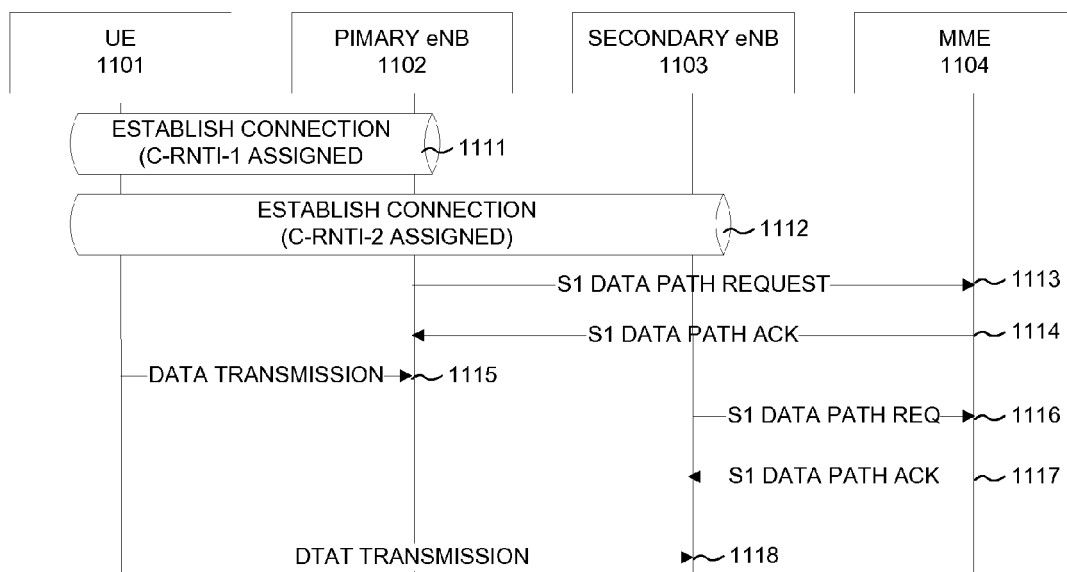 UE
1101
PIMARY eNB
1102
SECONDARY eNB
1103
MME
1104
ESTABLISH CONNECTION
(C-RNTI-1 ASSIGNED
1111
ESTABLISH CONNECTION
(C-RNTI-2 ASSIGNED)
1112
S1 DATA PATH REQUEST
1113
S1 DATA PATH ACK
1114
DATA TRANSMISSION
1115
S1 DATA PATH REQ
1116
S1 DATA PATH ACK
1117
DTAT TRANSMISSION
1118